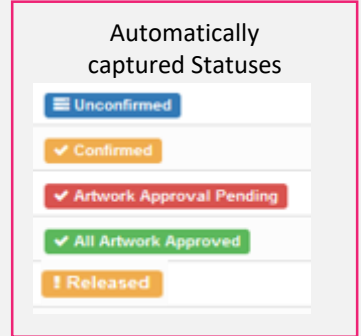 Automatically
captured Statuses
Unconfirmed
Confirmed
Artwork Approval Pending
All Artwork Approved
Released